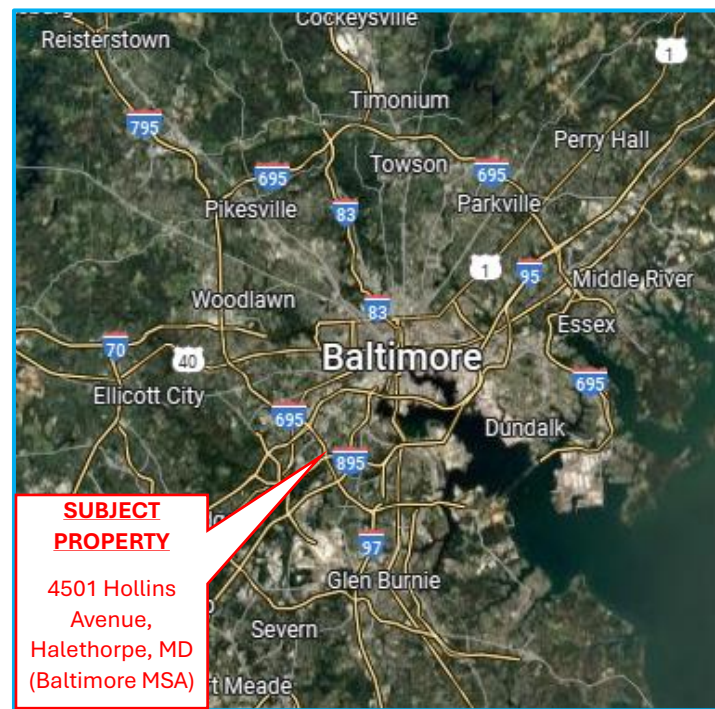 Cockeysville
Reisterstown
1
Timonium
795
Perry Hall
Towson
695
695
Pikesville
Parkville
83
1
95
Middle River
Woodlawn
83
Essex
70
40
Baltimore
695
Ellicott City
695
Dundalk
895
SUBJECT
PROPERTY
97
4501 Hollins
Avenue,
Halethorpe, MD
(Baltimore MSA)
Glen Burnie
Severn
t Meade